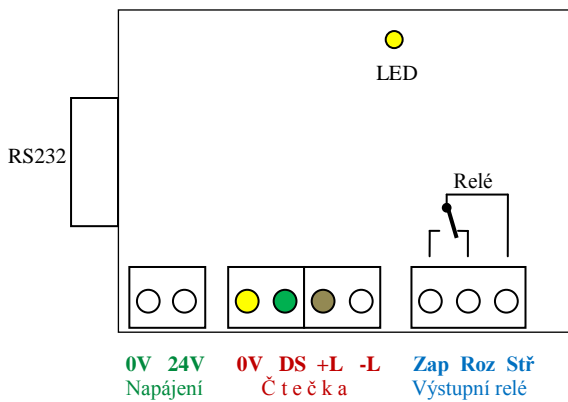 LED
RS232
Relé
0V 24V 0V DS +L -L Zap Roz Stř
Napájení Č t e č k a Výstupní relé